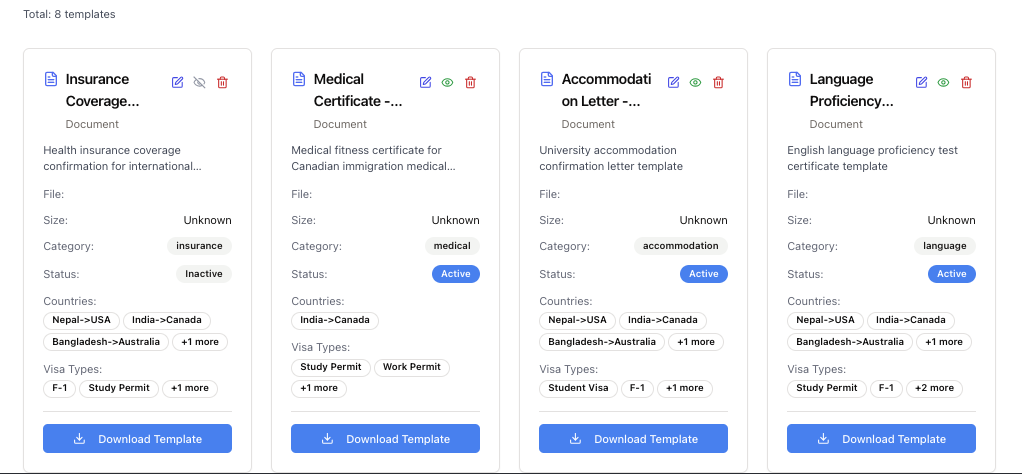 Total: 8 templates
Insurance
Coverage...
Document
Health insurance coverage
confirmation for international...
File:
Size: Unknown
Category: insurance
Status: Inactive
Countries:
Nepal->USA India->Canada
Bangladesh->Australia +1 more
Visa Types:
F-1 Study Permit +1 more
Download Template
Medical
Certificate -...
Document
Medical fitness certificate for
Canadian immigration medical...
File:
Size: Unknown
Category: medical
Status: Active
Countries:
India->Canada
Visa Types:
Study Permit Work Permit
+1 more
Download Template
Accommodati
on Letter -...
Document
University accommodation
confirmation letter template
File:
Size: Unknown
Category: accommodation
Status: Active
Countries:
Nepal->USA India->Canada
Bangladesh->Australia +1 more
Visa Types:
Student Visa F-1 +1 more
Download Template
Language
Proficiency...
Document
English language proficiency test
certificate template
File:
Size: Unknown
Category: language
Status: Active
Countries:
Nepal->USA India->Canada
Bangladesh->Australia +1 more
Visa Types:
Study Permit F-1 +2 more
Download Template